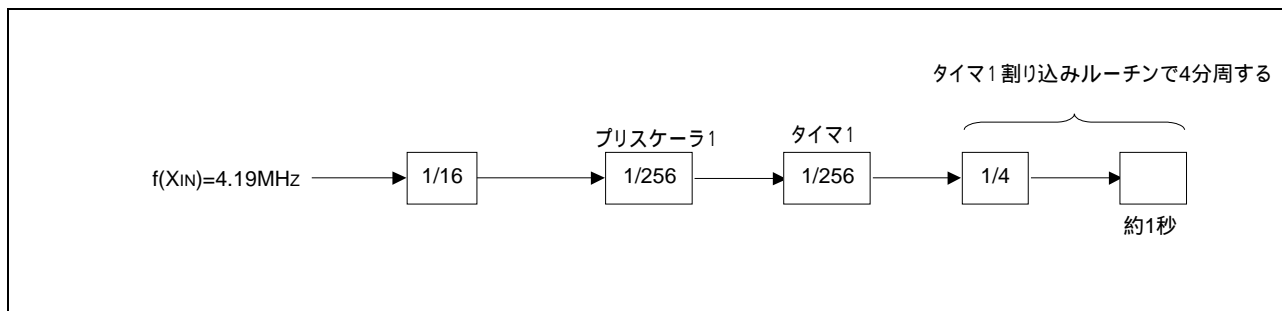 タイマ1割り込みルーチンで4分周する
プリスケーラ1
タイマ1
f(XIN)=4.19MHz
1/16
1/256
1/256
1/4
約1秒